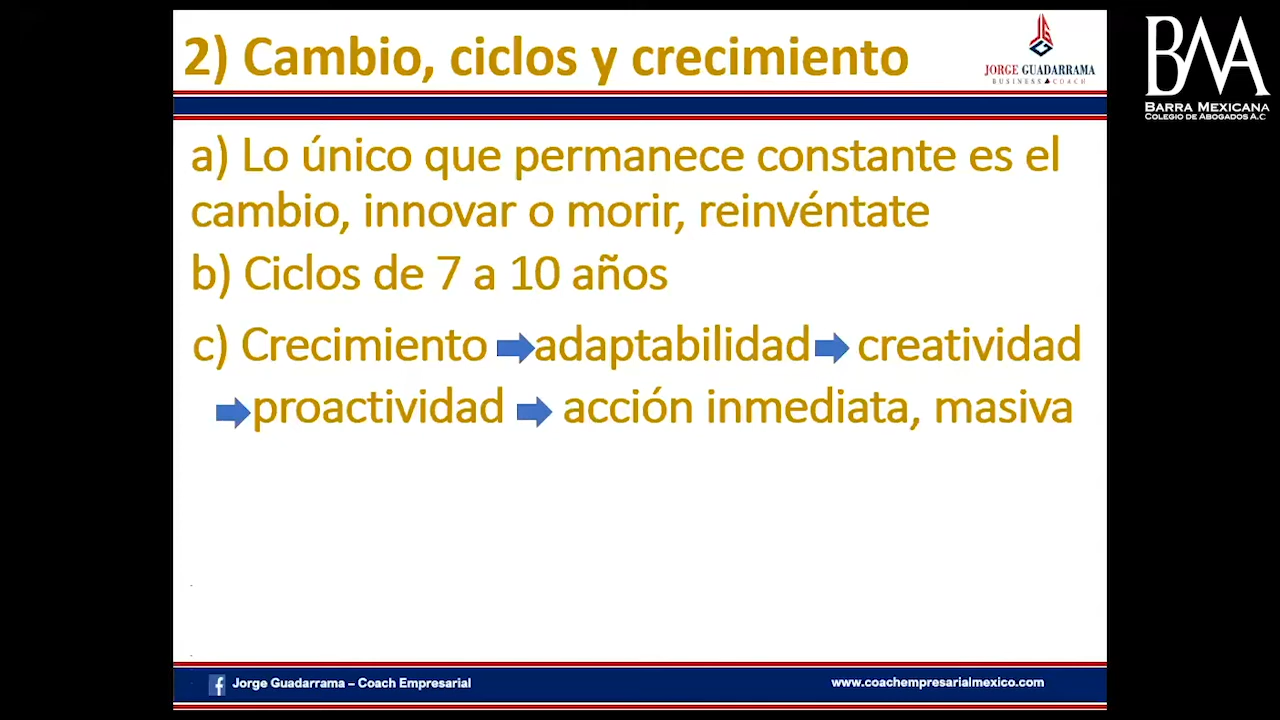 2) Cambio, ciclos y crecimiento
JORGE GUADARRAMA
BUSINESS COACH
BMA
BARRA MEXICANA
COLEGIO DE ABOGADOS A.C
a) Lo único que permanece constante es el
cambio, innovar o morir, reinvéntate
b) Ciclos de 7 a 10 años
c) Crecimiento ➡ adaptabilidad ➡ creatividad
➡ proactividad ➡ acción inmediata, masiva
f Jorge Guadarrama – Coach Empresarial
www.coachempresarialmexico.com